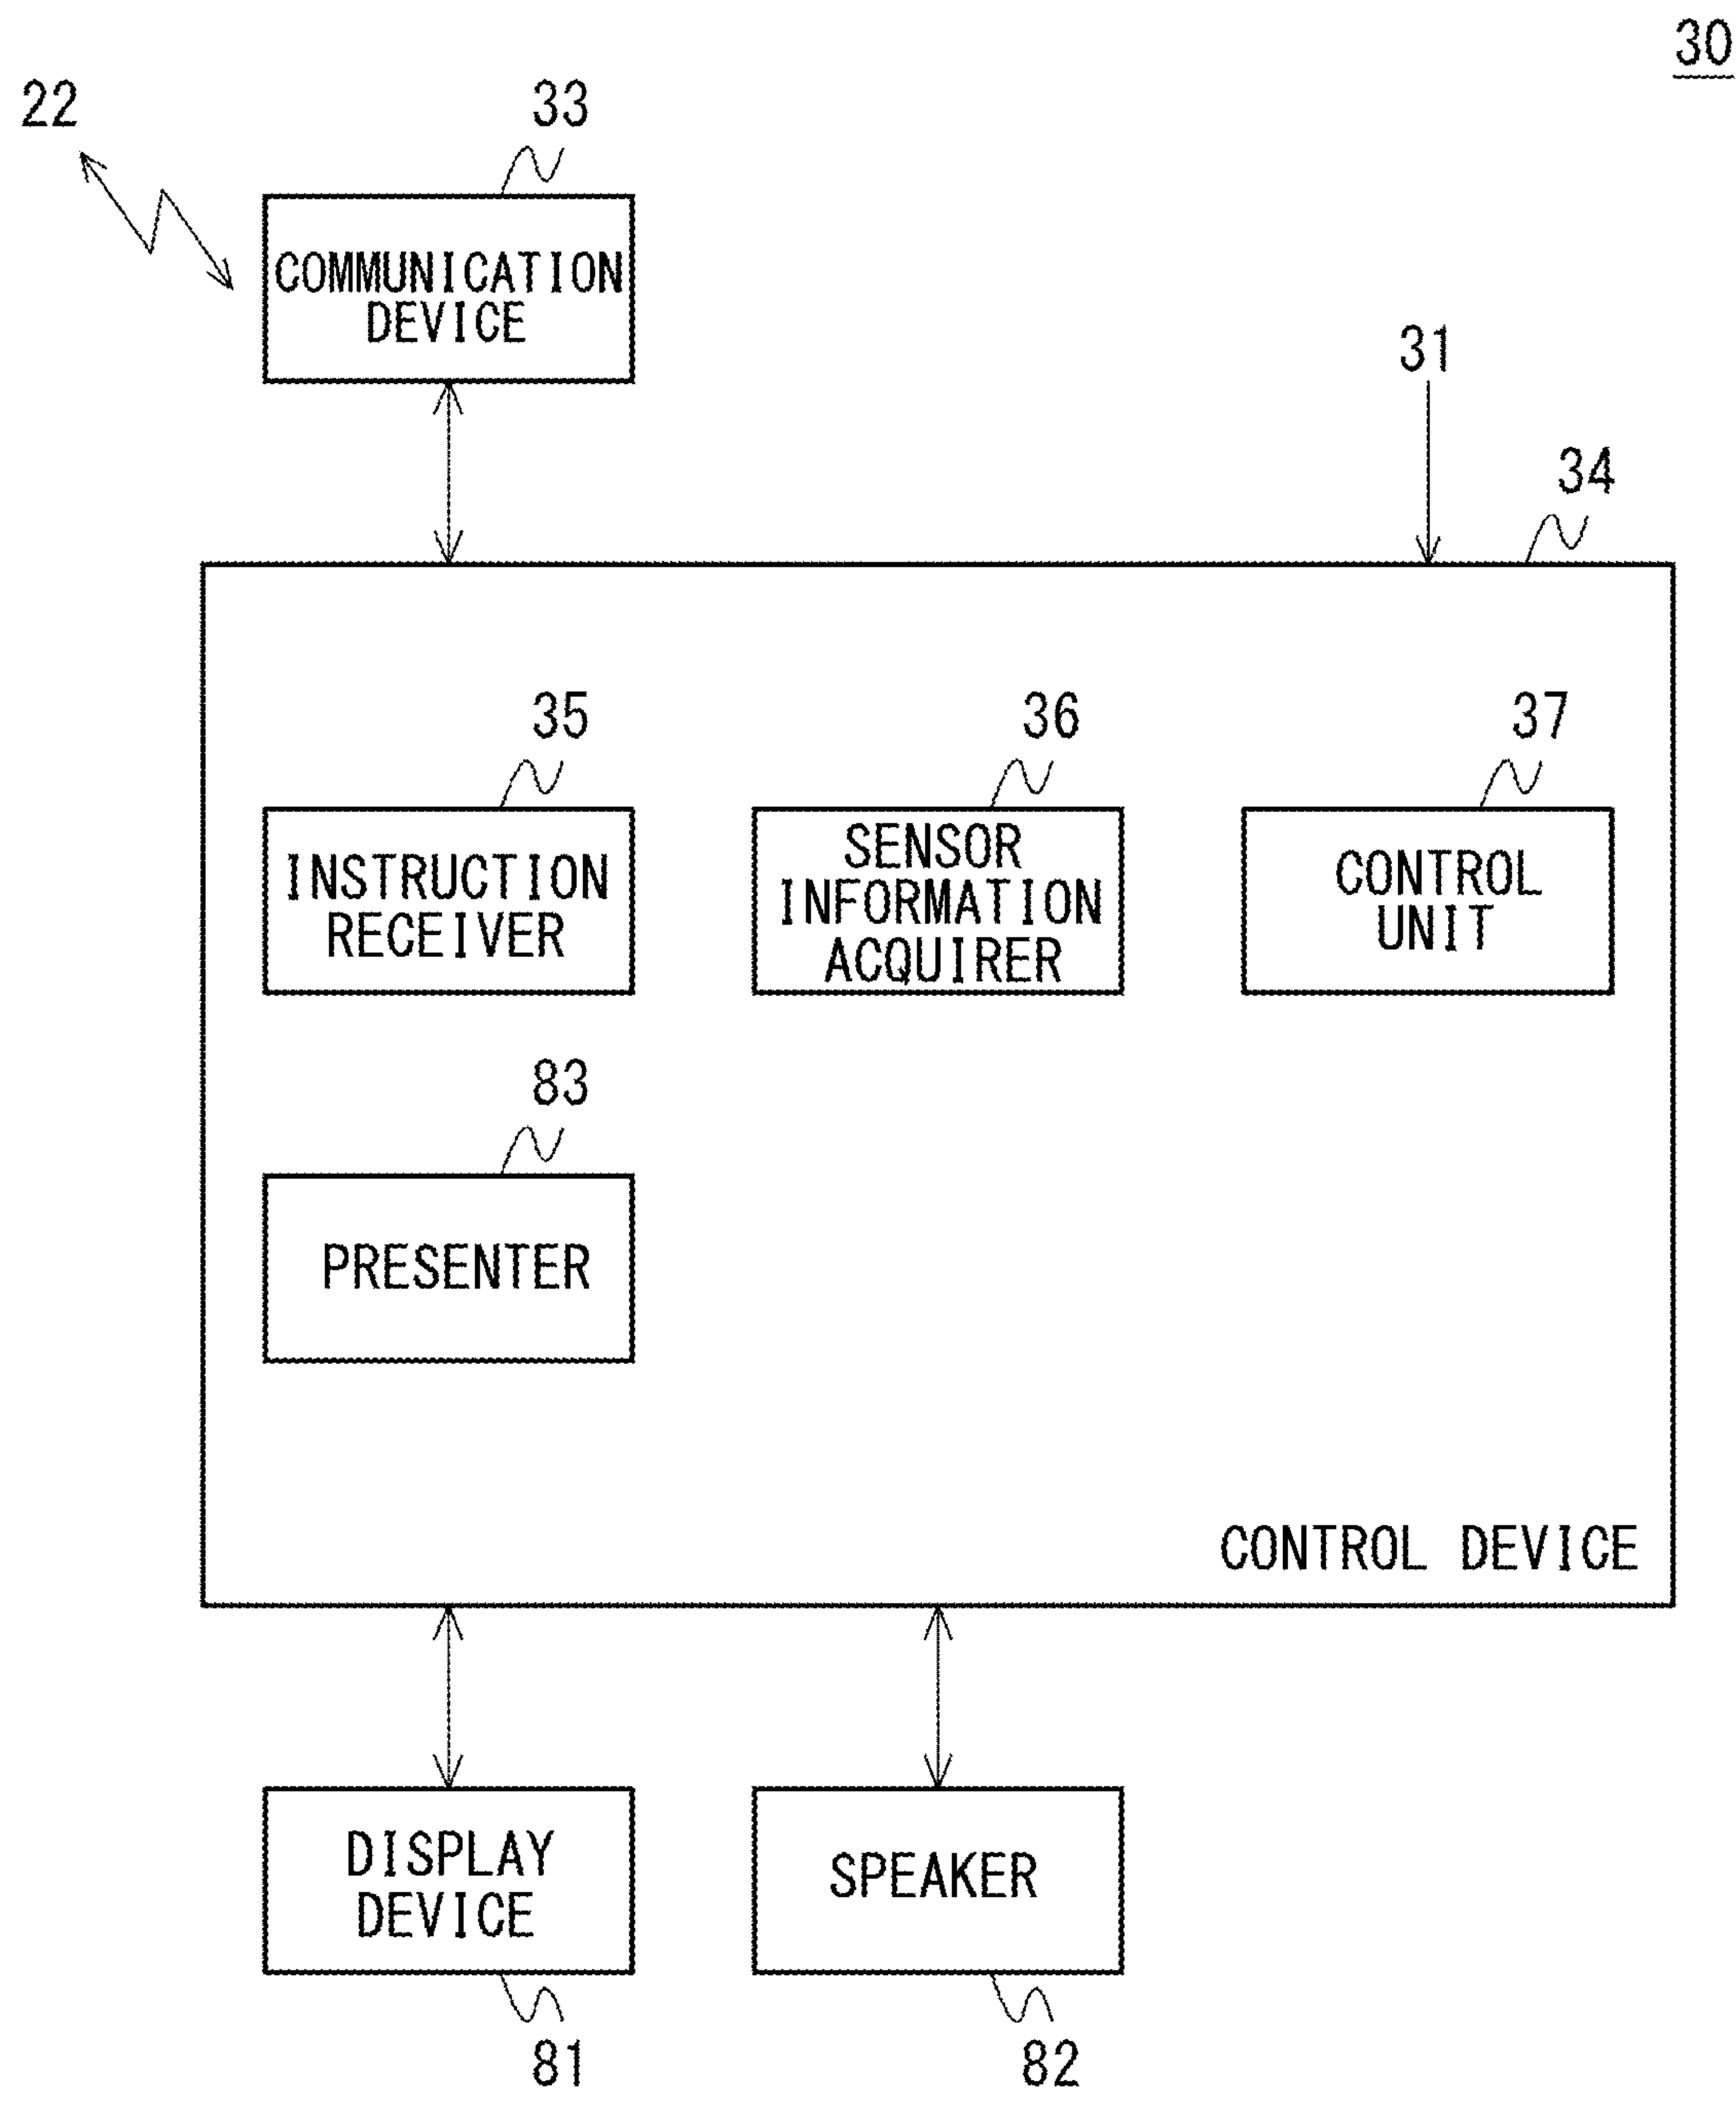 30
22
33
COMMUNICATION
DEVICE
31
34
35
36
37
INSTRUCTION
RECEIVER
SENSOR
INFORMATION
ACQUIRER
CONTROL
UNIT
83
PRESENTER
CONTROL DEVICE
DISPLAY
DEVICE
SPEAKER
81
82